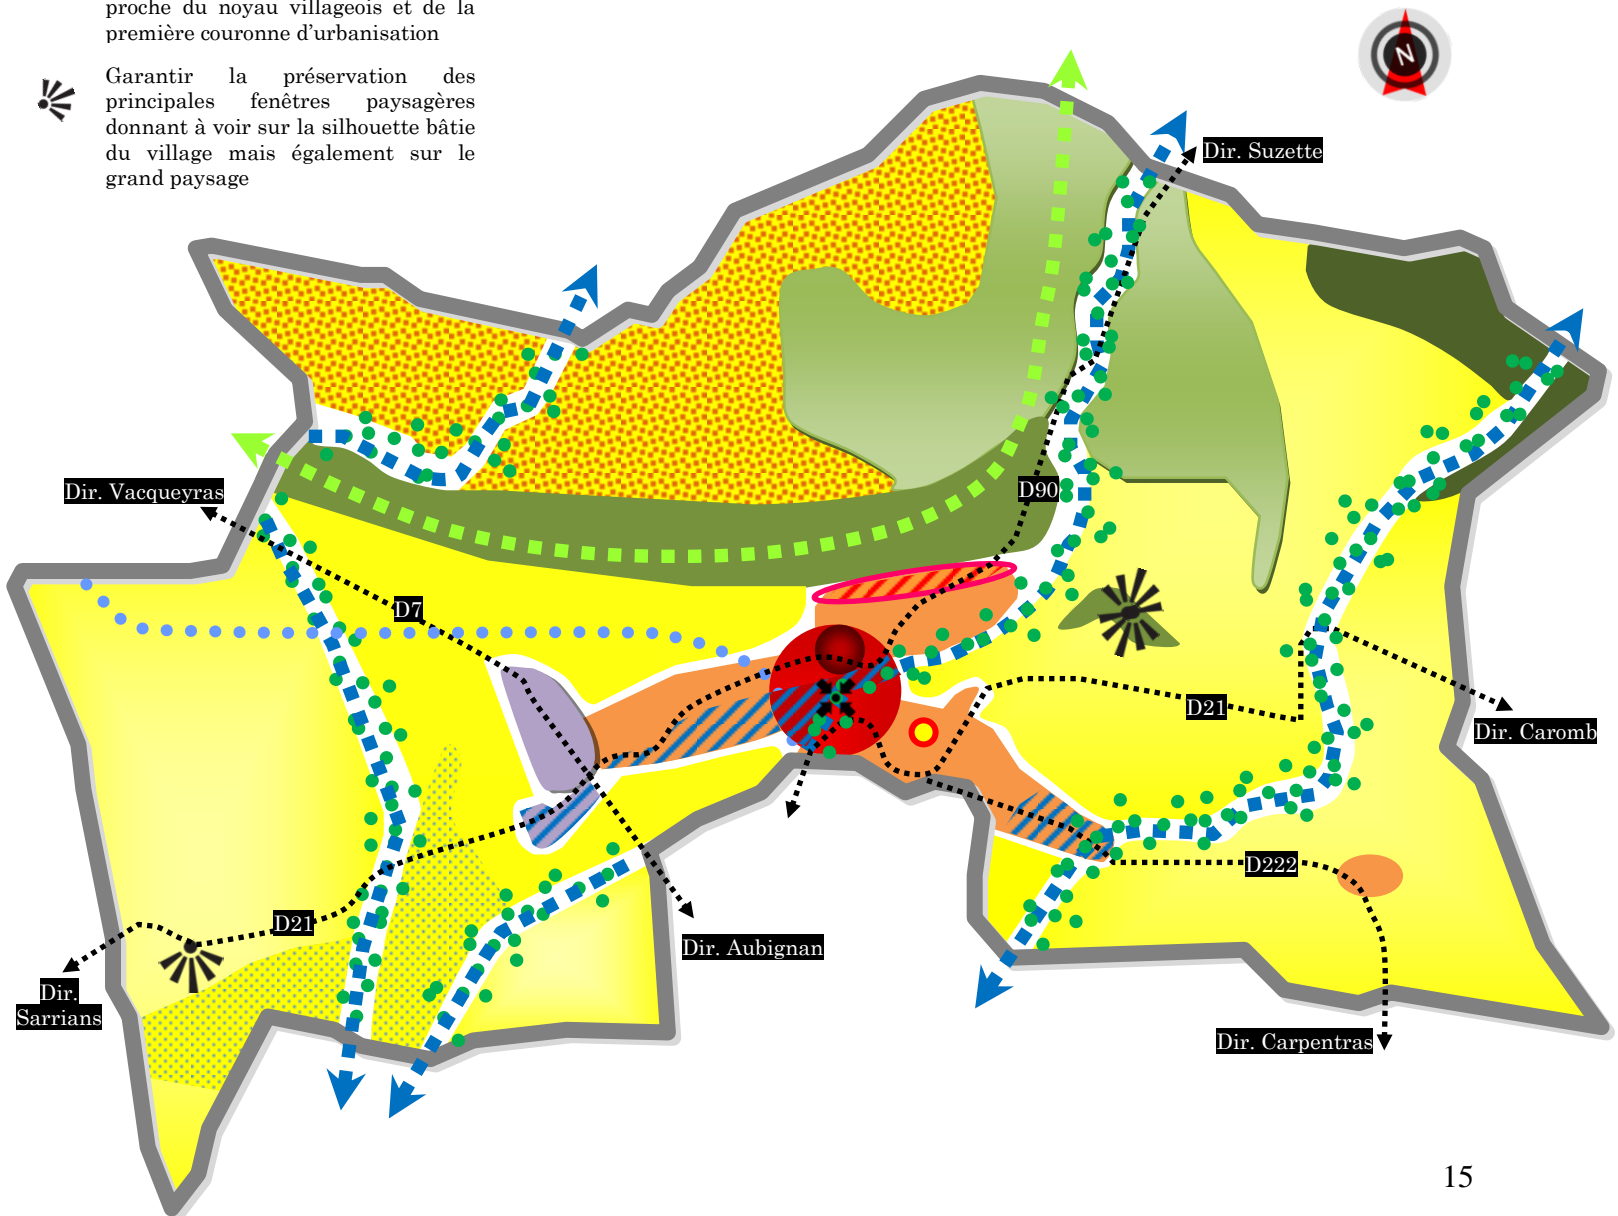 proche du noyau villageois et de la
première couronne d'urbanisation
Garantir la préservation des
principales fenêtres paysagères
donnant à voir sur la silhouette bâtie
du village mais également sur le
grand paysage
N
Dir. Suzette
Dir. Vacqueyras
D90
D7
D21
Dir. Caromb
D222
D21
Dir. Aubignan
Dir.
Sarrians
Dir. Carpentras
15